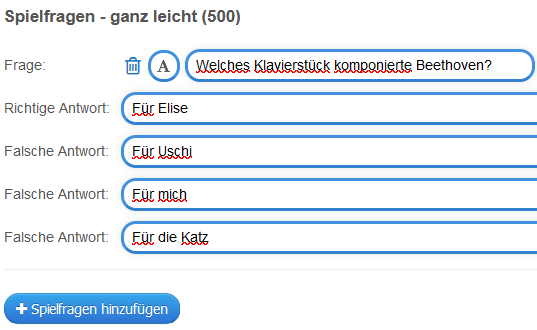 Spielfragen - ganz leicht (500)
Frage: A Welches Klavierstück komponierte Beethoven?
Richtige Antwort: Für Elise
Falsche Antwort: Für Uschi
Falsche Antwort: Für mich
Falsche Antwort: Für die Katz
+ Spielfragen hinzufügen